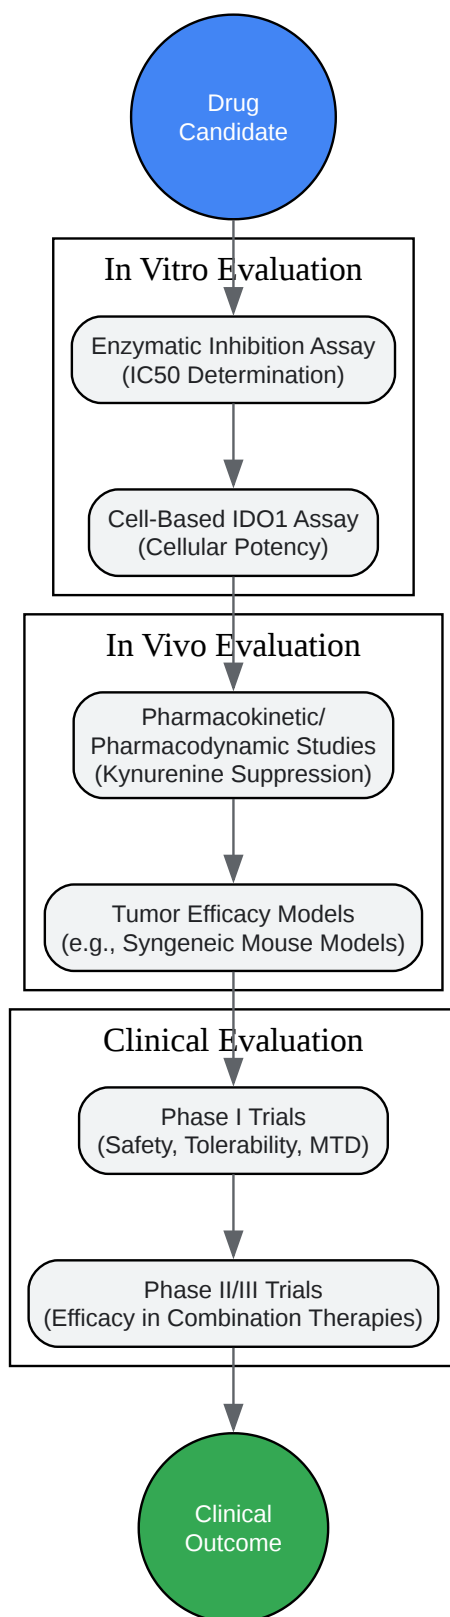 Drug
Candidate
In Vitro Evaluation
Enzymatic Inhibition Assay
(IC50 Determination)
Cell-Based IDO1 Assay
(Cellular Potency)
In Vivo Evaluation
Pharmacokinetic/
Pharmacodynamic Studies
(Kynurenine Suppression)
Tumor Efficacy Models
(e.g., Syngeneic Mouse Models)
Clinical Evaluation
Phase I Trials
(Safety, Tolerability, MTD)
Phase II/III Trials
(Efficacy in Combination Therapies)
Clinical
Outcome